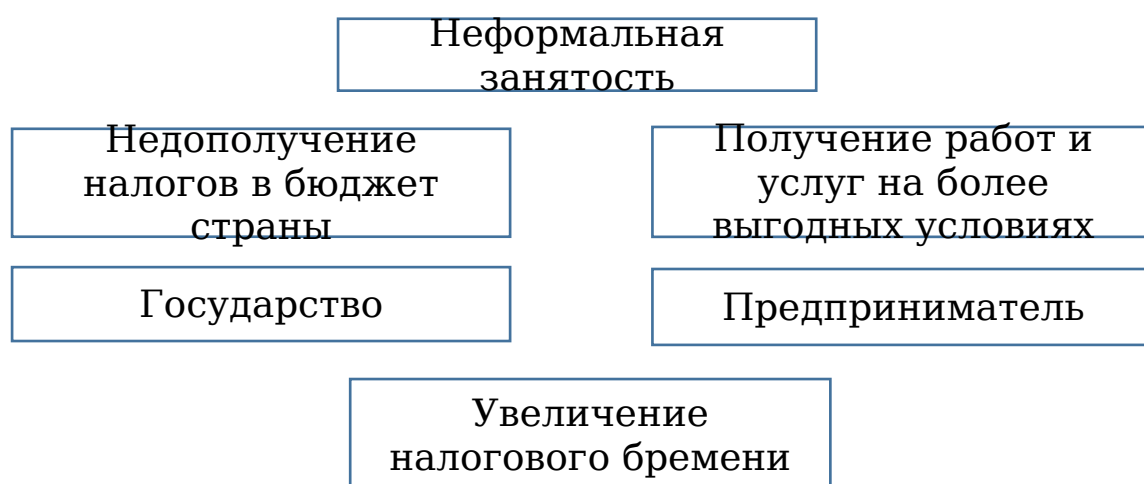 Неформальная
занятость
Недополучение
налогов в бюджет
страны
Получение работ и
услуг на более
выгодных условиях
Государство
Предприниматель
Увеличение
налогового бремени